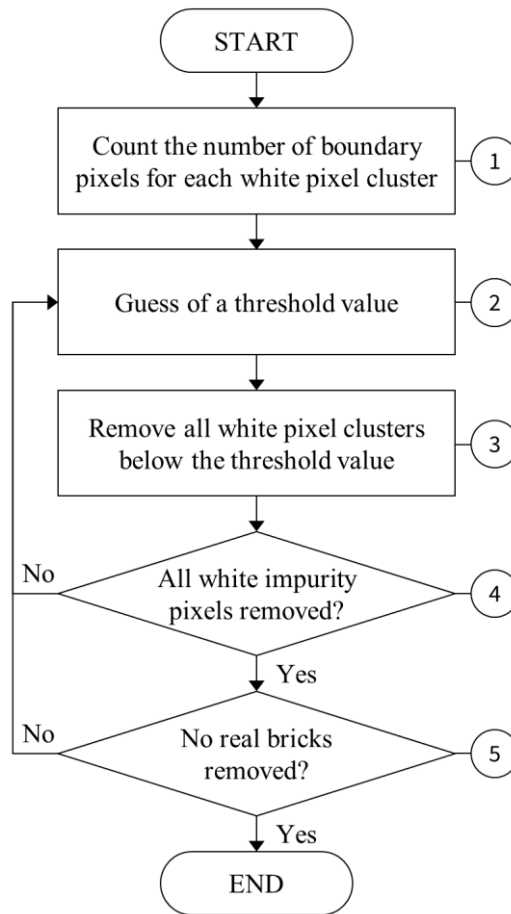 START
Count the number of boundary
pixels for each white pixel cluster
1
Guess of a threshold value
2
Remove all white pixel clusters
below the threshold value
3
No
All white impurity
pixels removed?
4
Yes
No
No real bricks
removed?
5
Yes
END